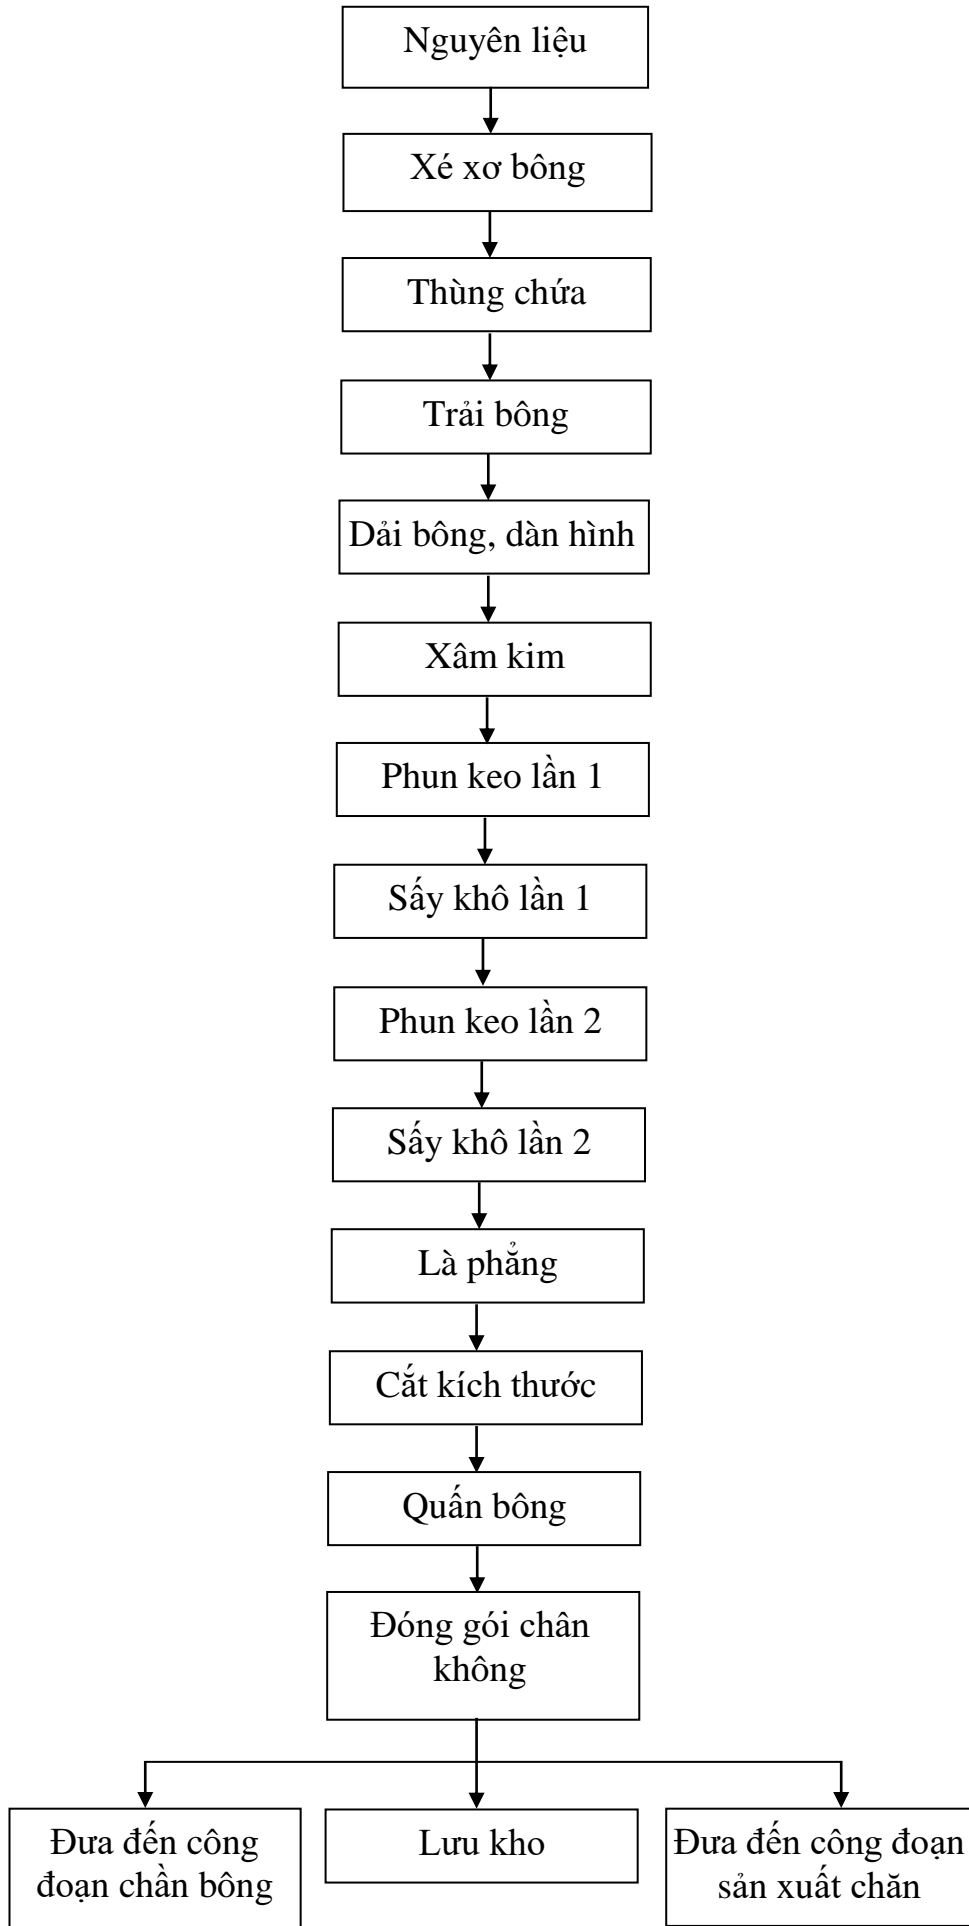 Nguyên liệu
Xé xơ bông
Thùng chứa
Trải bông
Dải bông, dàn hình
Xâm kim
Phun keo lần 1
Sấy khô lần 1
Phun keo lần 2
Sấy khô lần 2
Là phẳng
Cắt kích thước
Quấn bông
Đóng gói chân
không
Đưa đến công
đoạn chần bông
Lưu kho
Đưa đến công đoạn
sản xuất chăn